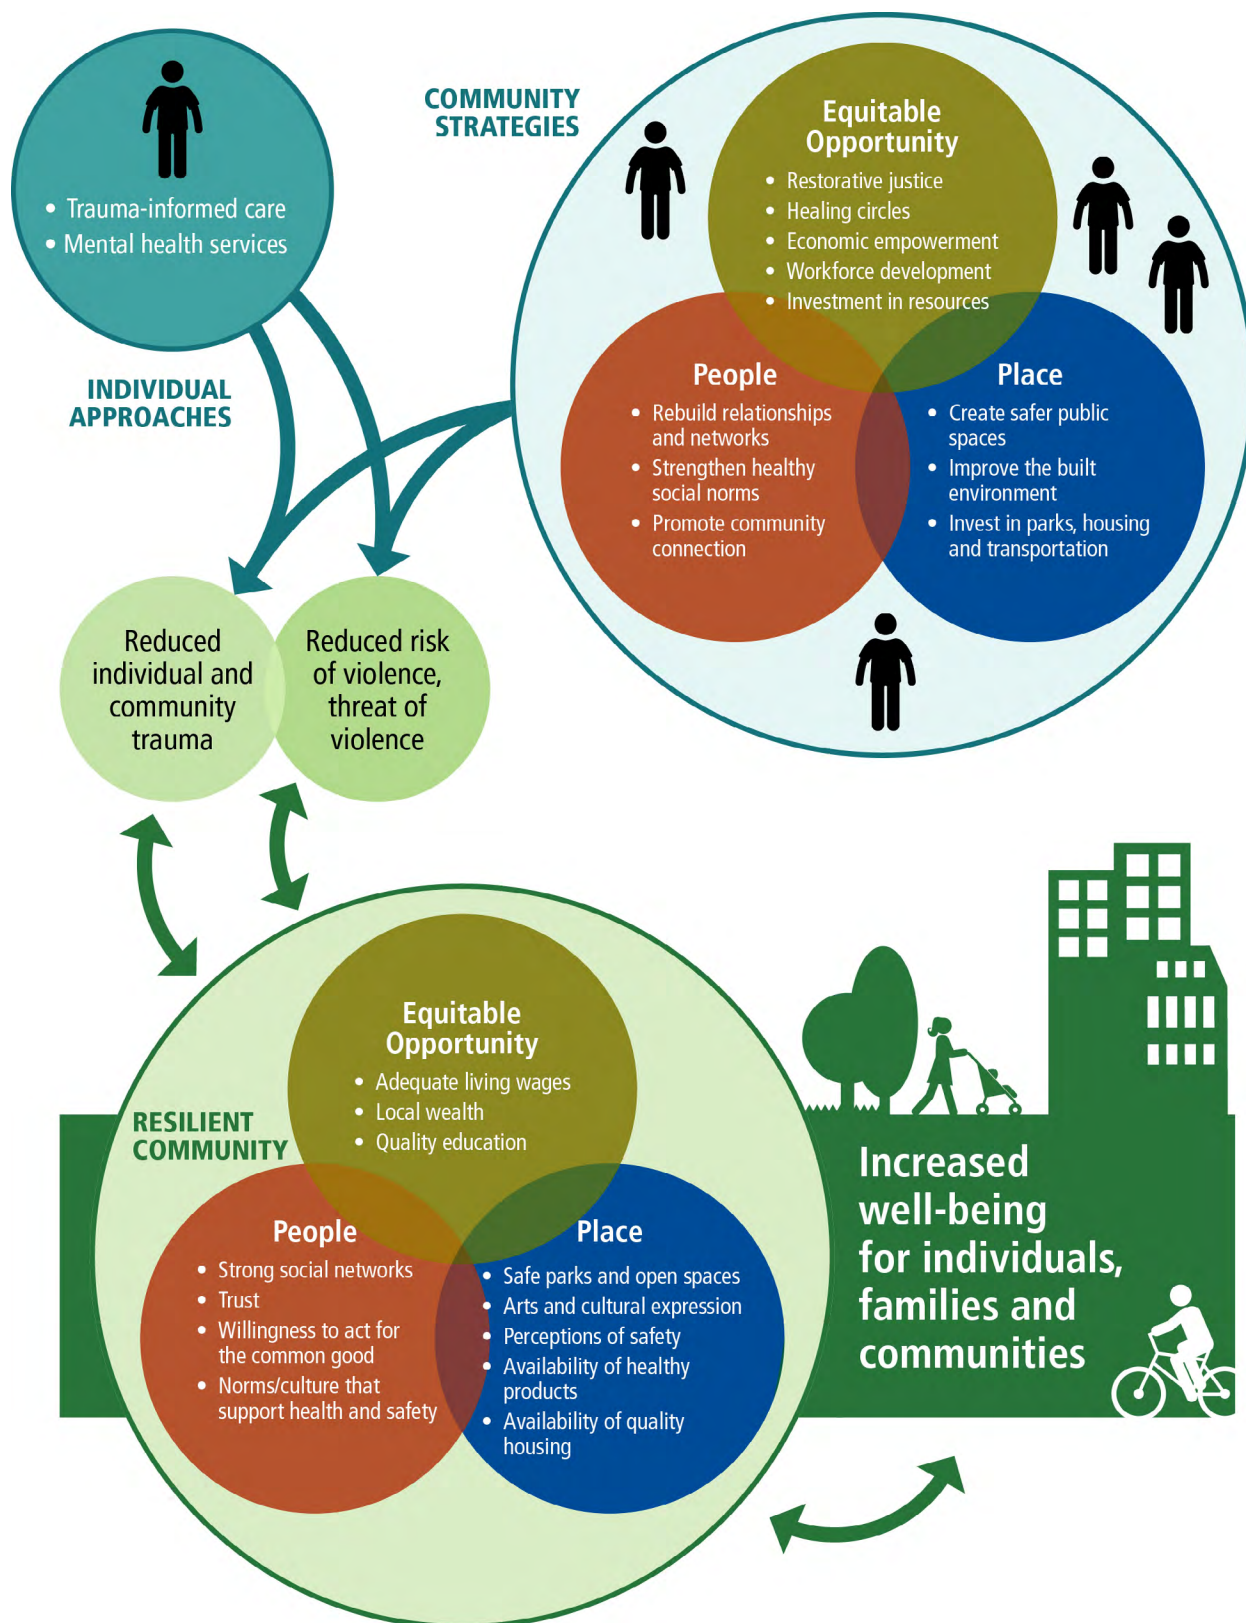 • Trauma-informed care
• Mental health services
INDIVIDUAL
APPROACHES
COMMUNITY
STRATEGIES
Equitable
Opportunity
• Restorative justice
• Healing circles
• Economic empowerment
• Workforce development
• Investment in resources
People
• Rebuild relationships
and networks
• Strengthen healthy
social norms
• Promote community
connection
Place
• Create safer public
spaces
• Improve the built
environment
• Invest in parks, housing
and transportation
Reduced
individual and
community
trauma
Reduced risk
of violence,
threat of
violence
RESILIENT
COMMUNITY
Equitable
Opportunity
• Adequate living wages
• Local wealth
• Quality education
People
• Strong social networks
• Trust
• Willingness to act for
the common good
• Norms/culture that
support health and safety
Place
• Safe parks and open spaces
• Arts and cultural expression
• Perceptions of safety
• Availability of healthy
products
• Availability of quality
housing
Increased
well-being
for individuals,
families and
communities